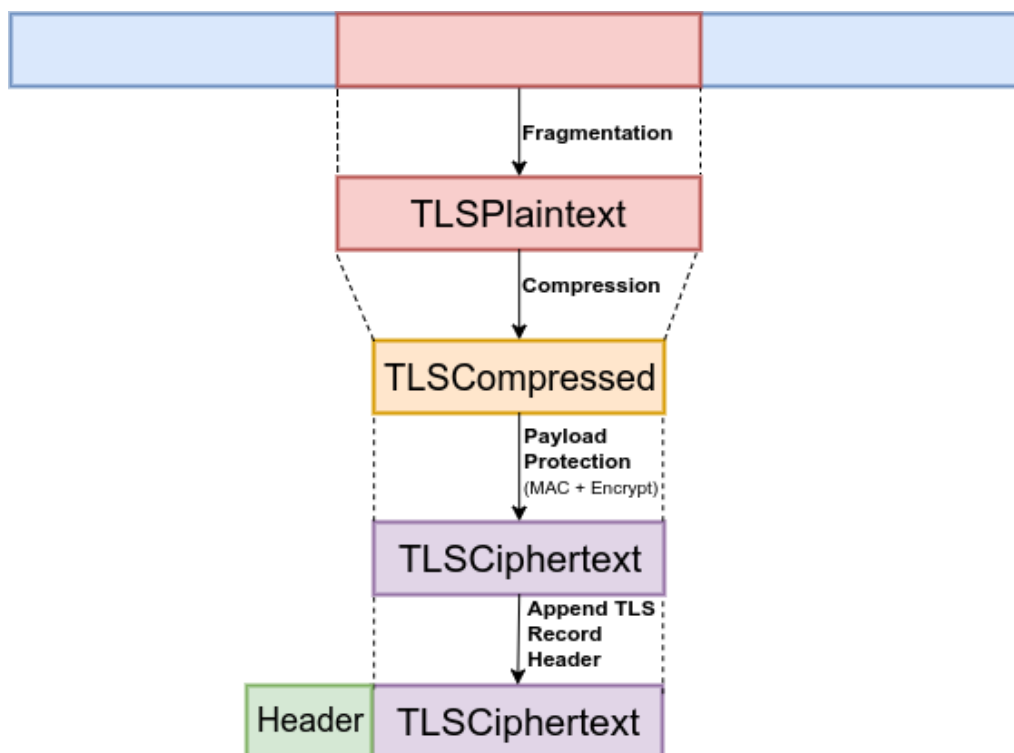 Fragmentation
TLSPlaintext
Compression
TLSCompressed
Payload
Protection
(MAC + Encrypt)
TLSCiphertext
Append TLS
Record
Header
Header
TLSCiphertext